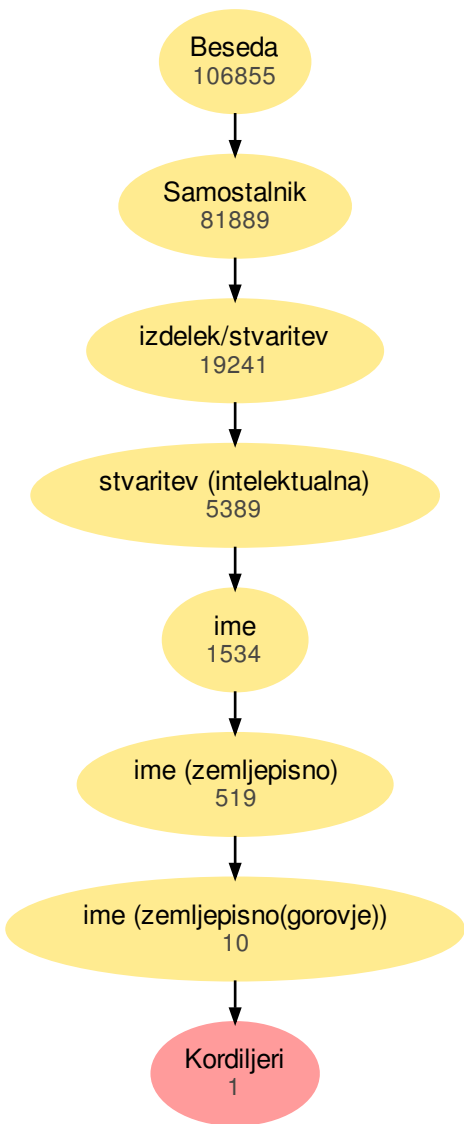 Beseda
106855
Samostalnik
81889
izdelek/stvaritev
19241
stvaritev (intelektualna)
5389
ime
1534
ime (zemljepisno)
519
ime (zemljepisno(gorovje))
10
Kordiljeri
1